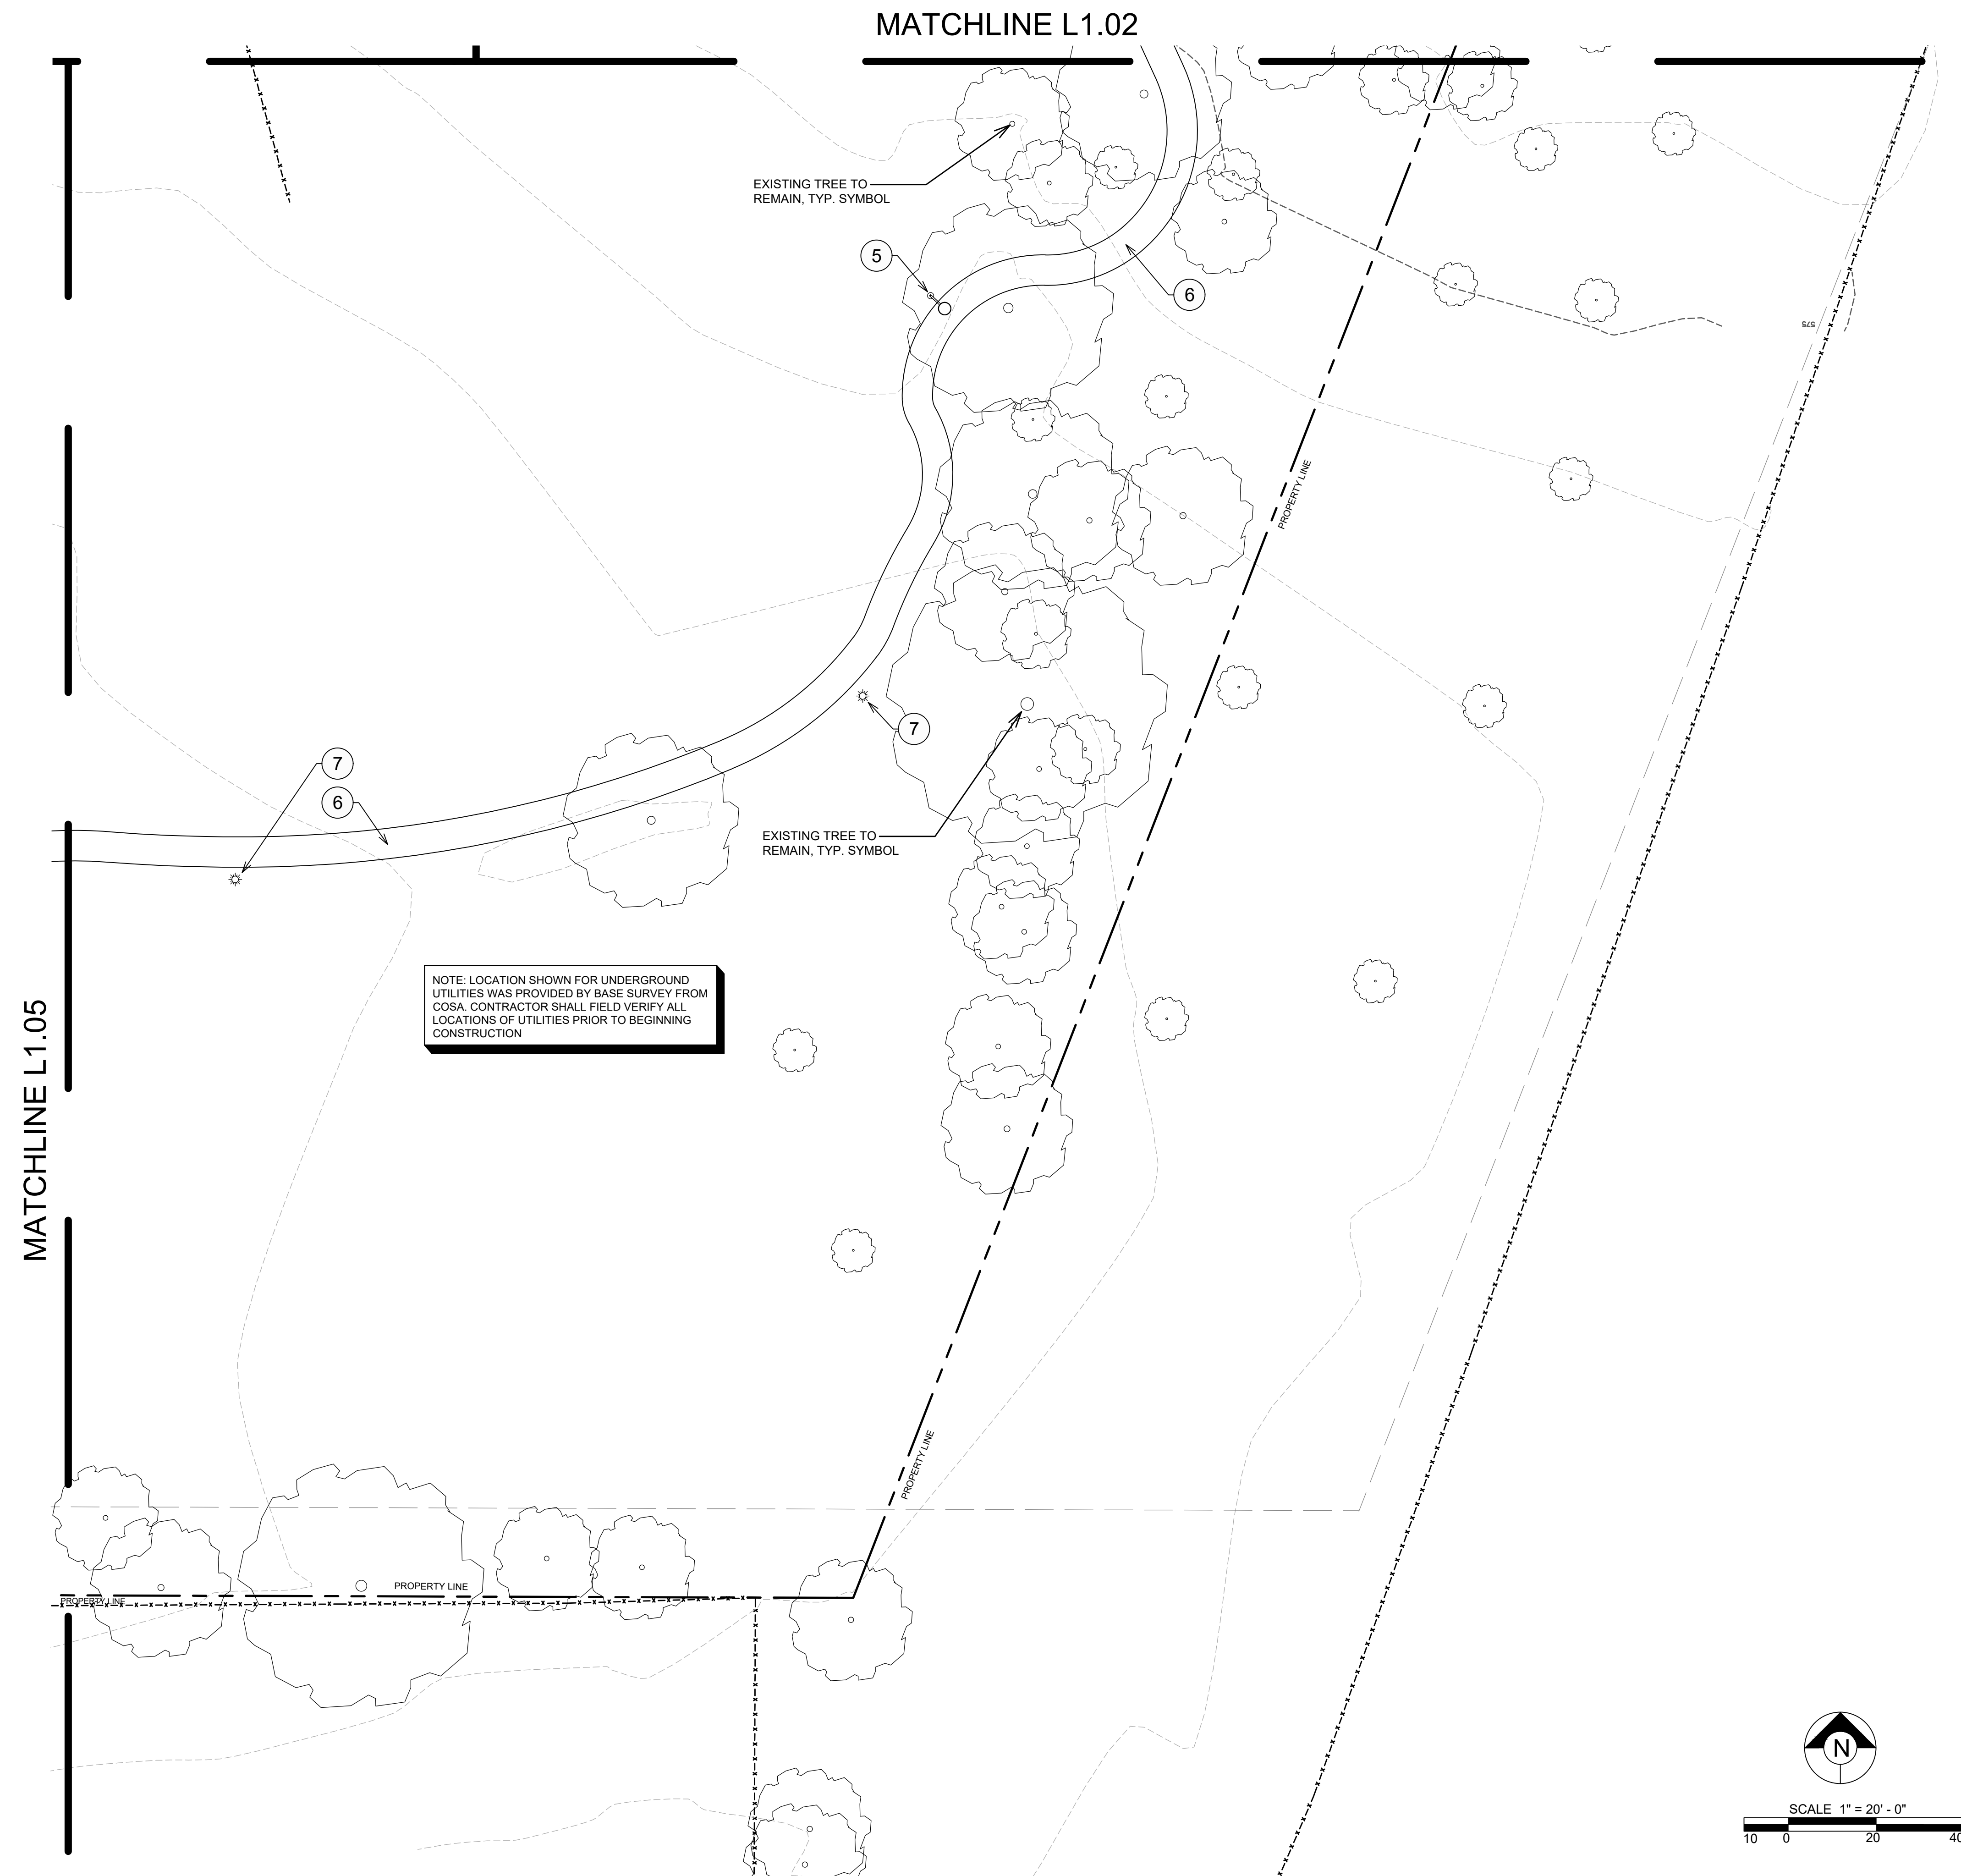 MATCHLINE L1.02
EXISTING TREE TO
REMAIN, TYP. SYMBOL
5
6
575
PROPERTY LINE
7
7
6
EXISTING TREE TO
REMAIN, TYP. SYMBOL
NOTE: LOCATION SHOWN FOR UNDERGROUND
UTILITIES WAS PROVIDED BY BASE SURVEY FROM
COSA. CONTRACTOR SHALL FIELD VERIFY ALL
LOCATIONS OF UTILITIES PRIOR TO BEGINNING
CONSTRUCTION
MATCHLINE L1.05
PROPERTY LINE
PROPERTY LINE
PROPERTY LINE
N
SCALE 1" = 20' - 0"
10 0 20 40